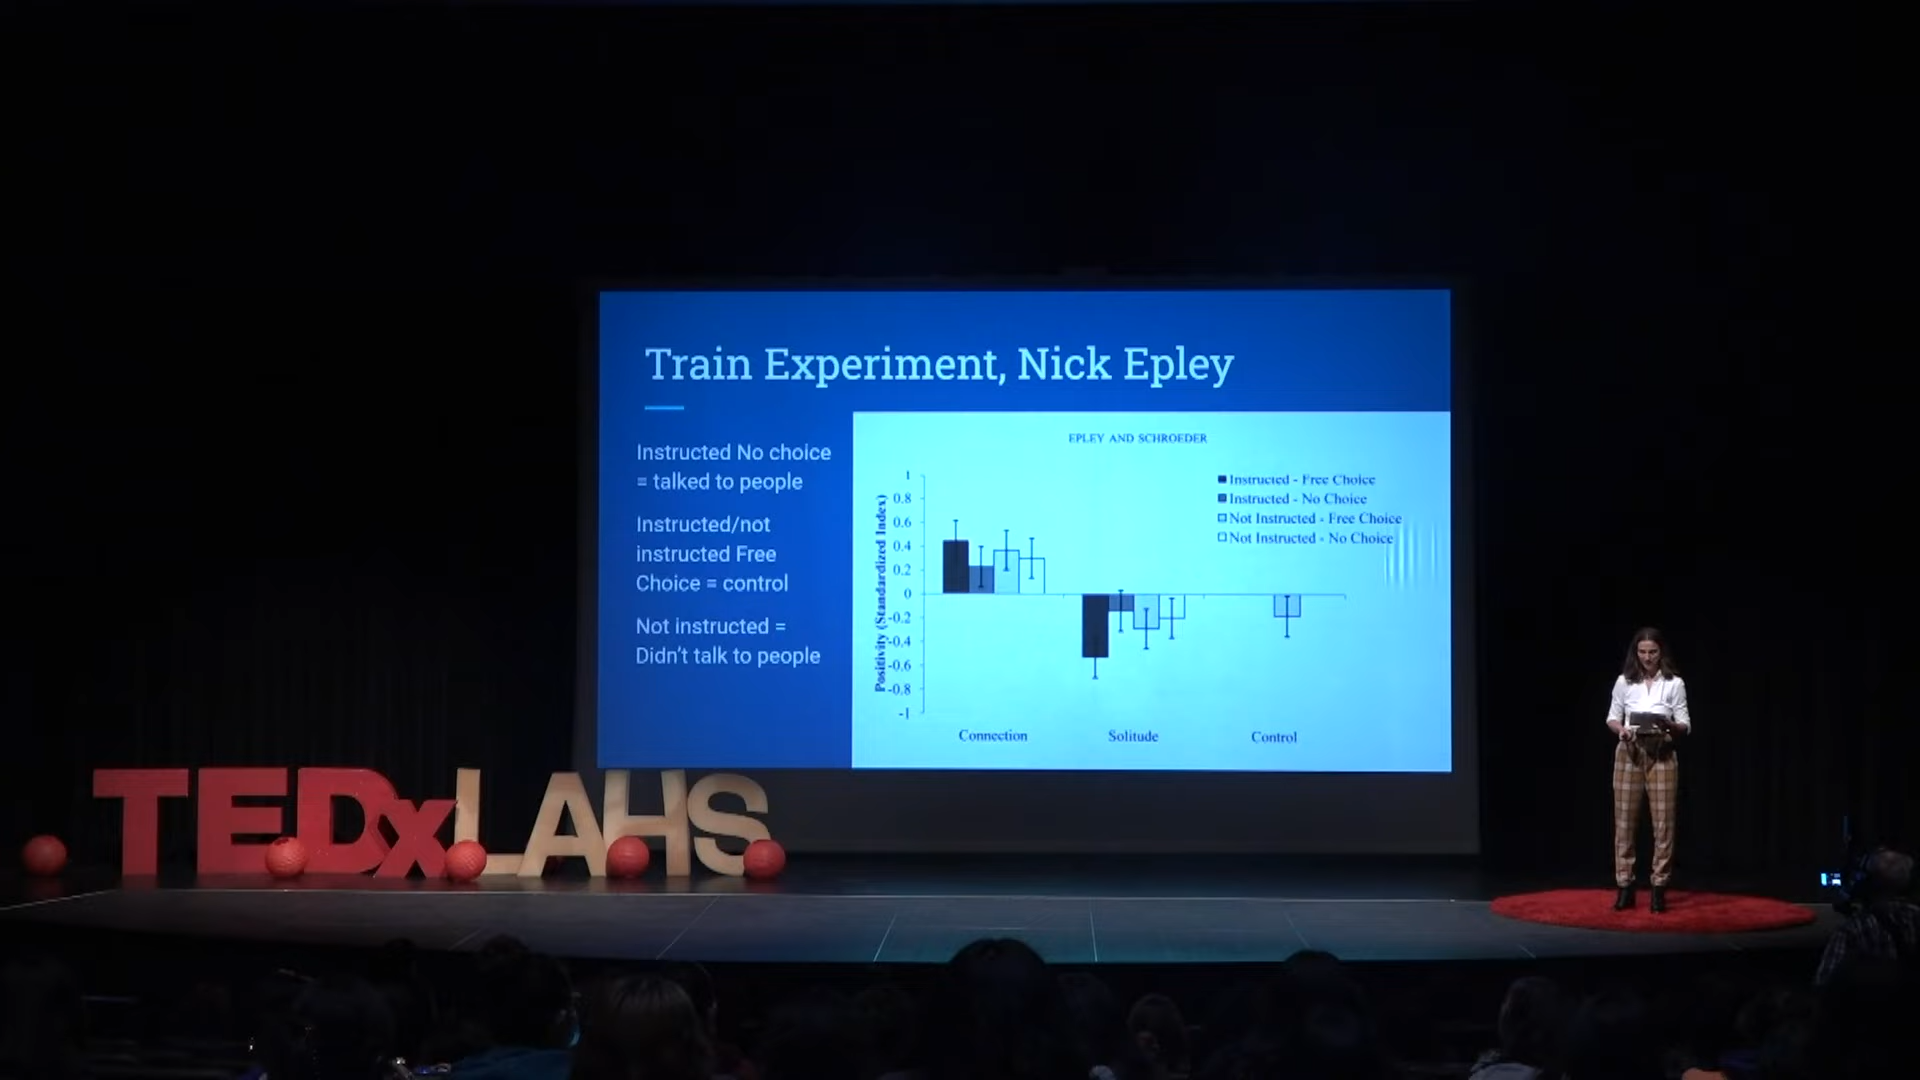 Train Experiment, Nick Epley
Instructed No choice
= talked to people
Instructed/not
instructed Free
Choice = control
Not instructed =
Didn't talk to people
EPLEY AND SCHROEDER
Positivity (Standardized Index)
1
0.8
0.6
0.4
0.2
0
-0.2
-0.4
-0.6
-0.8
-1
Instructed - Free Choice
Instructed - No Choice
Not Instructed - Free Choice
Not Instructed - No Choice
Connection
Solitude
Control
TEDxLAHS